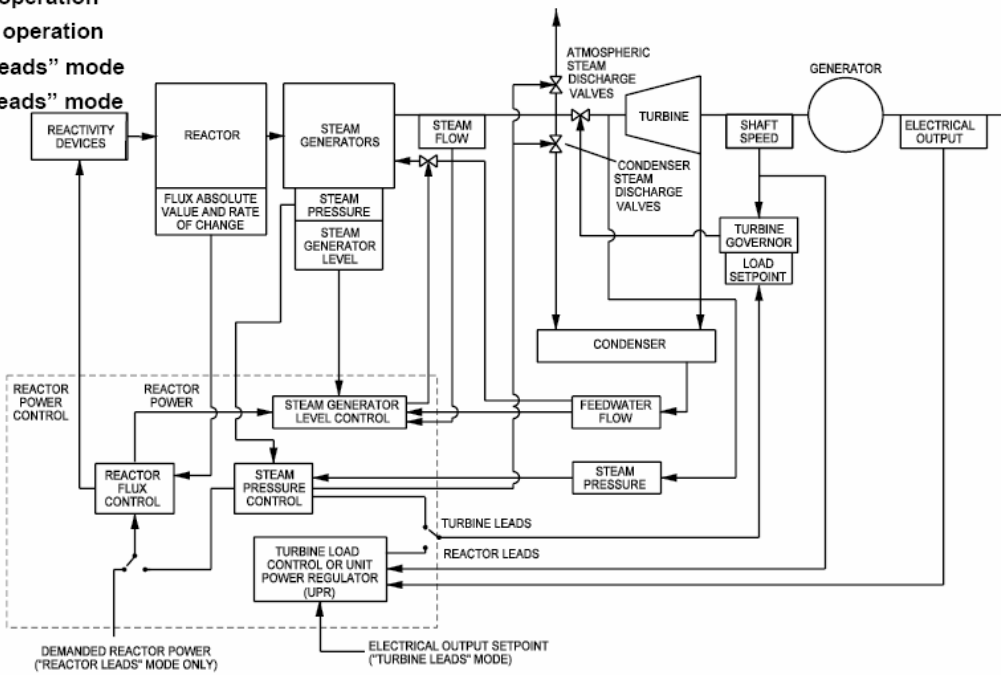 operation
operation
eads” mode
eads” mode
REACTIVITY
DEVICES
REACTOR
FLUX ABSOLUTE
VALUE AND RATE
OF CHANGE
STEAM
GENERATORS
STEAM
PRESSURE
STEAM
GENERATOR
LEVEL
STEAM
FLOW
ATMOSPHERIC
STEAM
DISCHARGE
VALVES
CONDENSER
STEAM
DISCHARGE
VALVES
TURBINE
SHAFT
SPEED
GENERATOR
ELECTRICAL
OUTPUT
TURBINE
GOVERNOR
LOAD
SETPOINT
CONDENSER
REACTOR
POWER
CONTROL
REACTOR
POWER
STEAM GENERATOR
LEVEL CONTROL
FEEDWATER
FLOW
REACTOR
FLUX
CONTROL
STEAM
PRESSURE
CONTROL
STEAM
PRESSURE
TURBINE LEADS
REACTOR LEADS
TURBINE LOAD
CONTROL OR UNIT
POWER REGULATOR
(UPR)
DEMANDED REACTOR POWER
("REACTOR LEADS" MODE ONLY)
ELECTRICAL OUTPUT SETPOINT
("TURBINE LEADS" MODE)